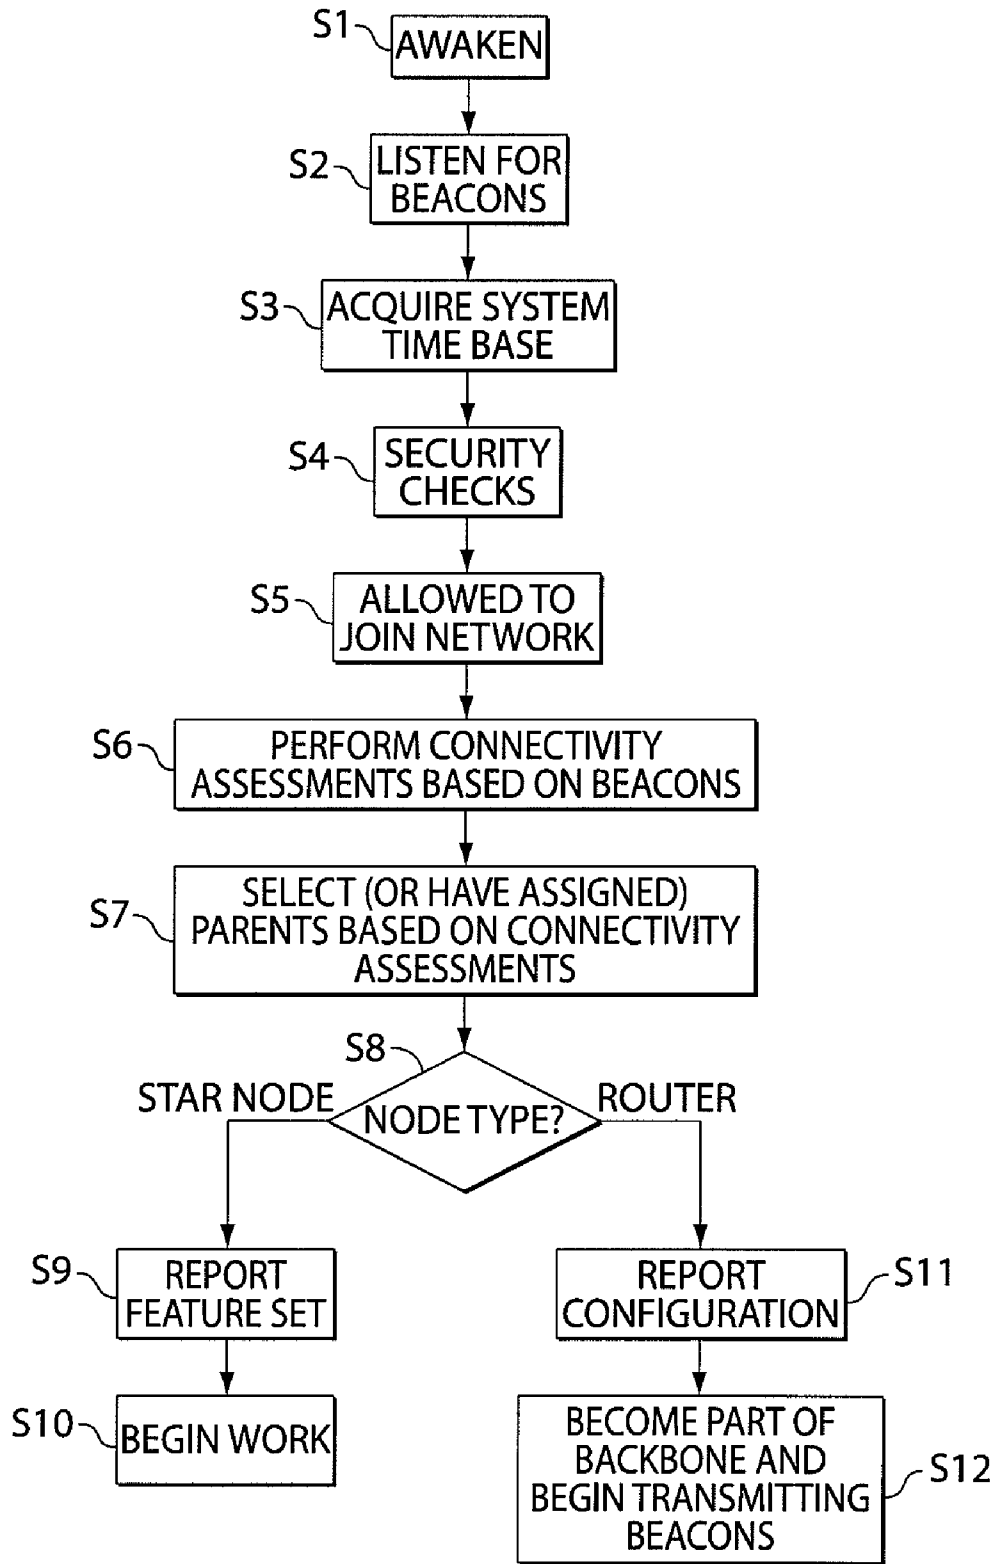 S1
AWAKEN
S2
LISTEN FOR
BEACONS
S3
ACQUIRE SYSTEM
TIME BASE
S4
SECURITY
CHECKS
S5
ALLOWED TO
JOIN NETWORK
S6
PERFORM CONNECTIVITY
ASSESSMENTS BASED ON BEACONS
S7
SELECT (OR HAVE ASSIGNED)
PARENTS BASED ON CONNECTIVITY
ASSESSMENTS
S8
NODE TYPE?
STAR NODE
ROUTER
S9
REPORT
FEATURE SET
S10
BEGIN WORK
S11
REPORT
CONFIGURATION
S12
BECOME PART OF
BACKBONE AND
BEGIN TRANSMITTING
BEACONS